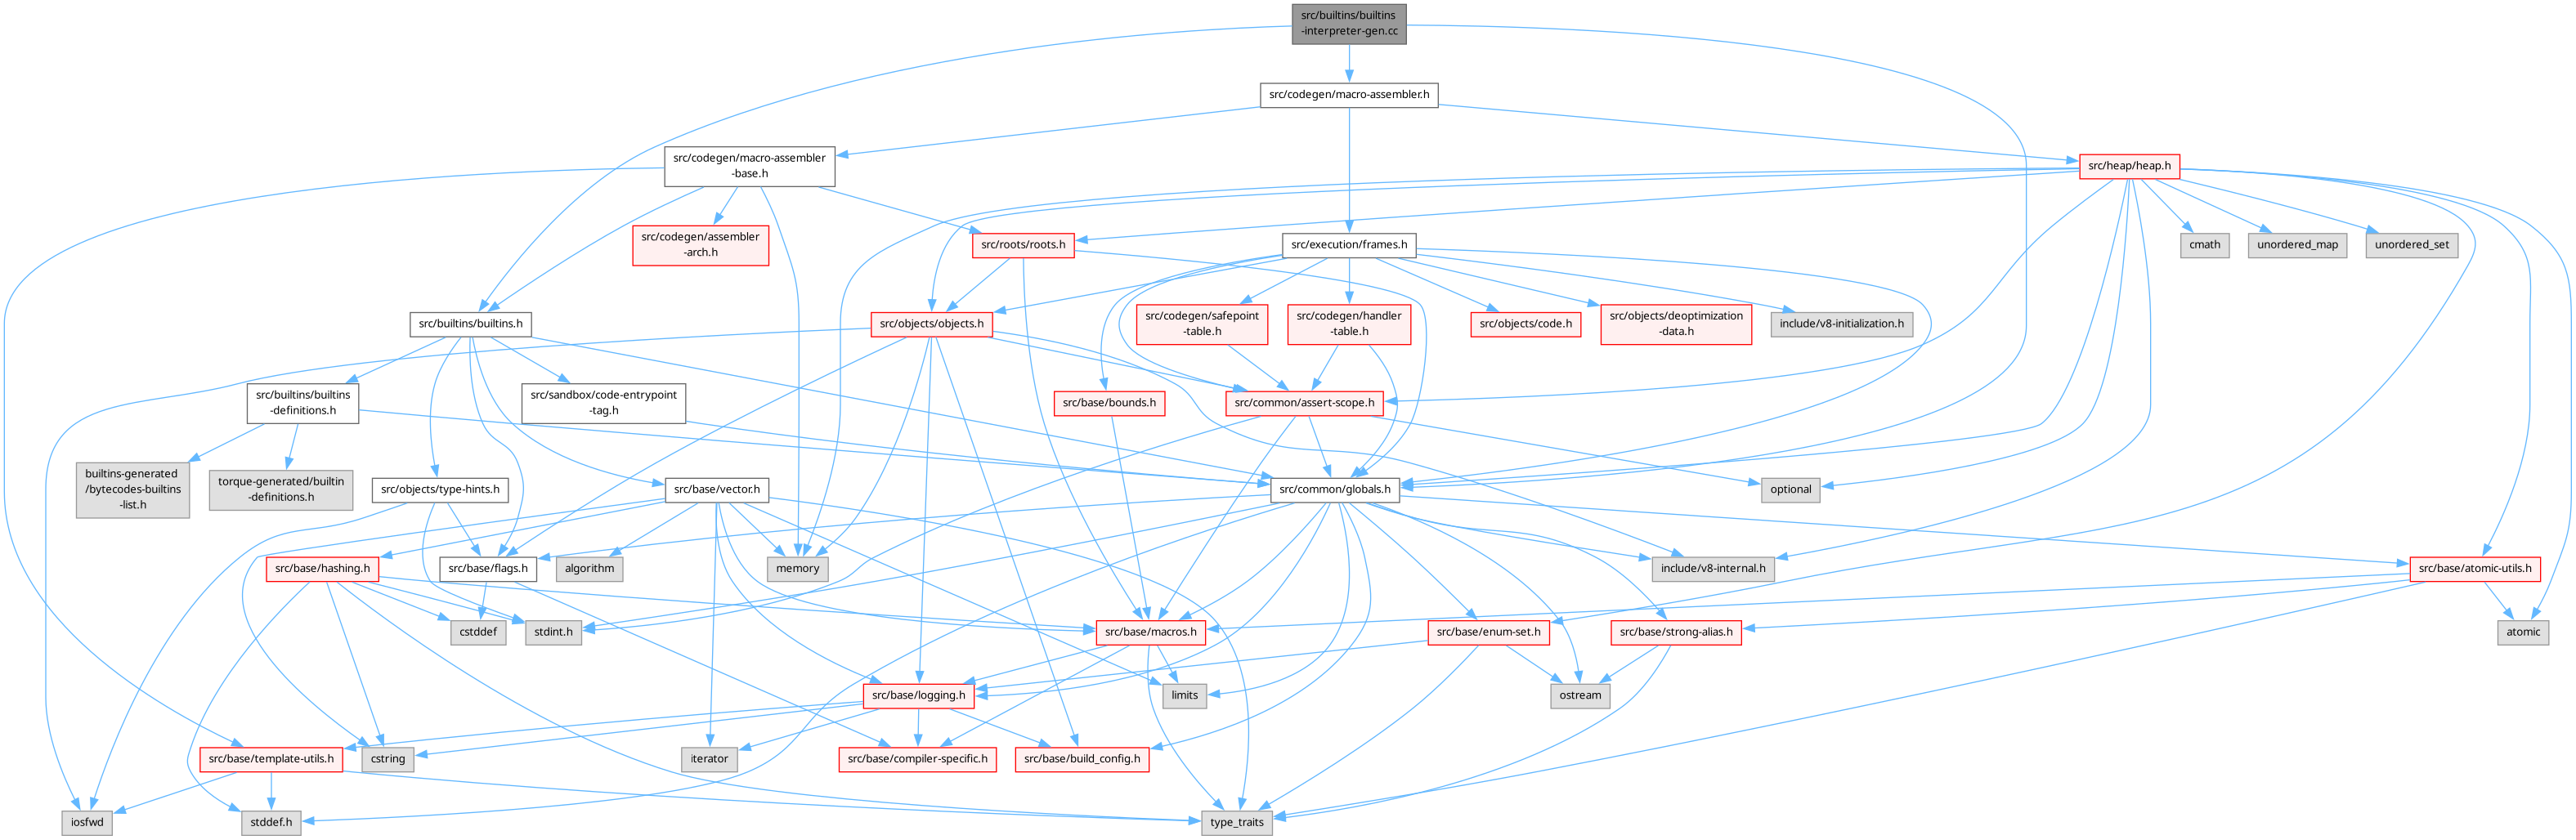 src/builtins/builtins
-interpreter-gen.cc
src/codegen/macro-assembler.h
src/codegen/macro-assembler
-base.h
src/heap/heap.h
src/codegen/assembler
-arch.h
src/roots/roots.h
src/execution/frames.h
cmath
unordered_map
unordered_set
src/builtins/builtins.h
src/objects/objects.h
src/codegen/safepoint
-table.h
src/codegen/handler
-table.h
src/objects/code.h
src/objects/deoptimization
-data.h
include/v8-initialization.h
src/builtins/builtins
-definitions.h
src/sandbox/code-entrypoint
-tag.h
src/base/bounds.h
src/common/assert-scope.h
builtins-generated
/bytecodes-builtins
-list.h
torque-generated/builtin
-definitions.h
src/objects/type-hints.h
src/base/vector.h
src/common/globals.h
optional
src/base/hashing.h
src/base/flags.h
algorithm
memory
include/v8-internal.h
src/base/atomic-utils.h
cstddef
stdint.h
src/base/macros.h
src/base/enum-set.h
src/base/strong-alias.h
atomic
src/base/logging.h
limits
ostream
src/base/template-utils.h
cstring
iterator
src/base/compiler-specific.h
src/base/build_config.h
iosfwd
stddef.h
type_traits